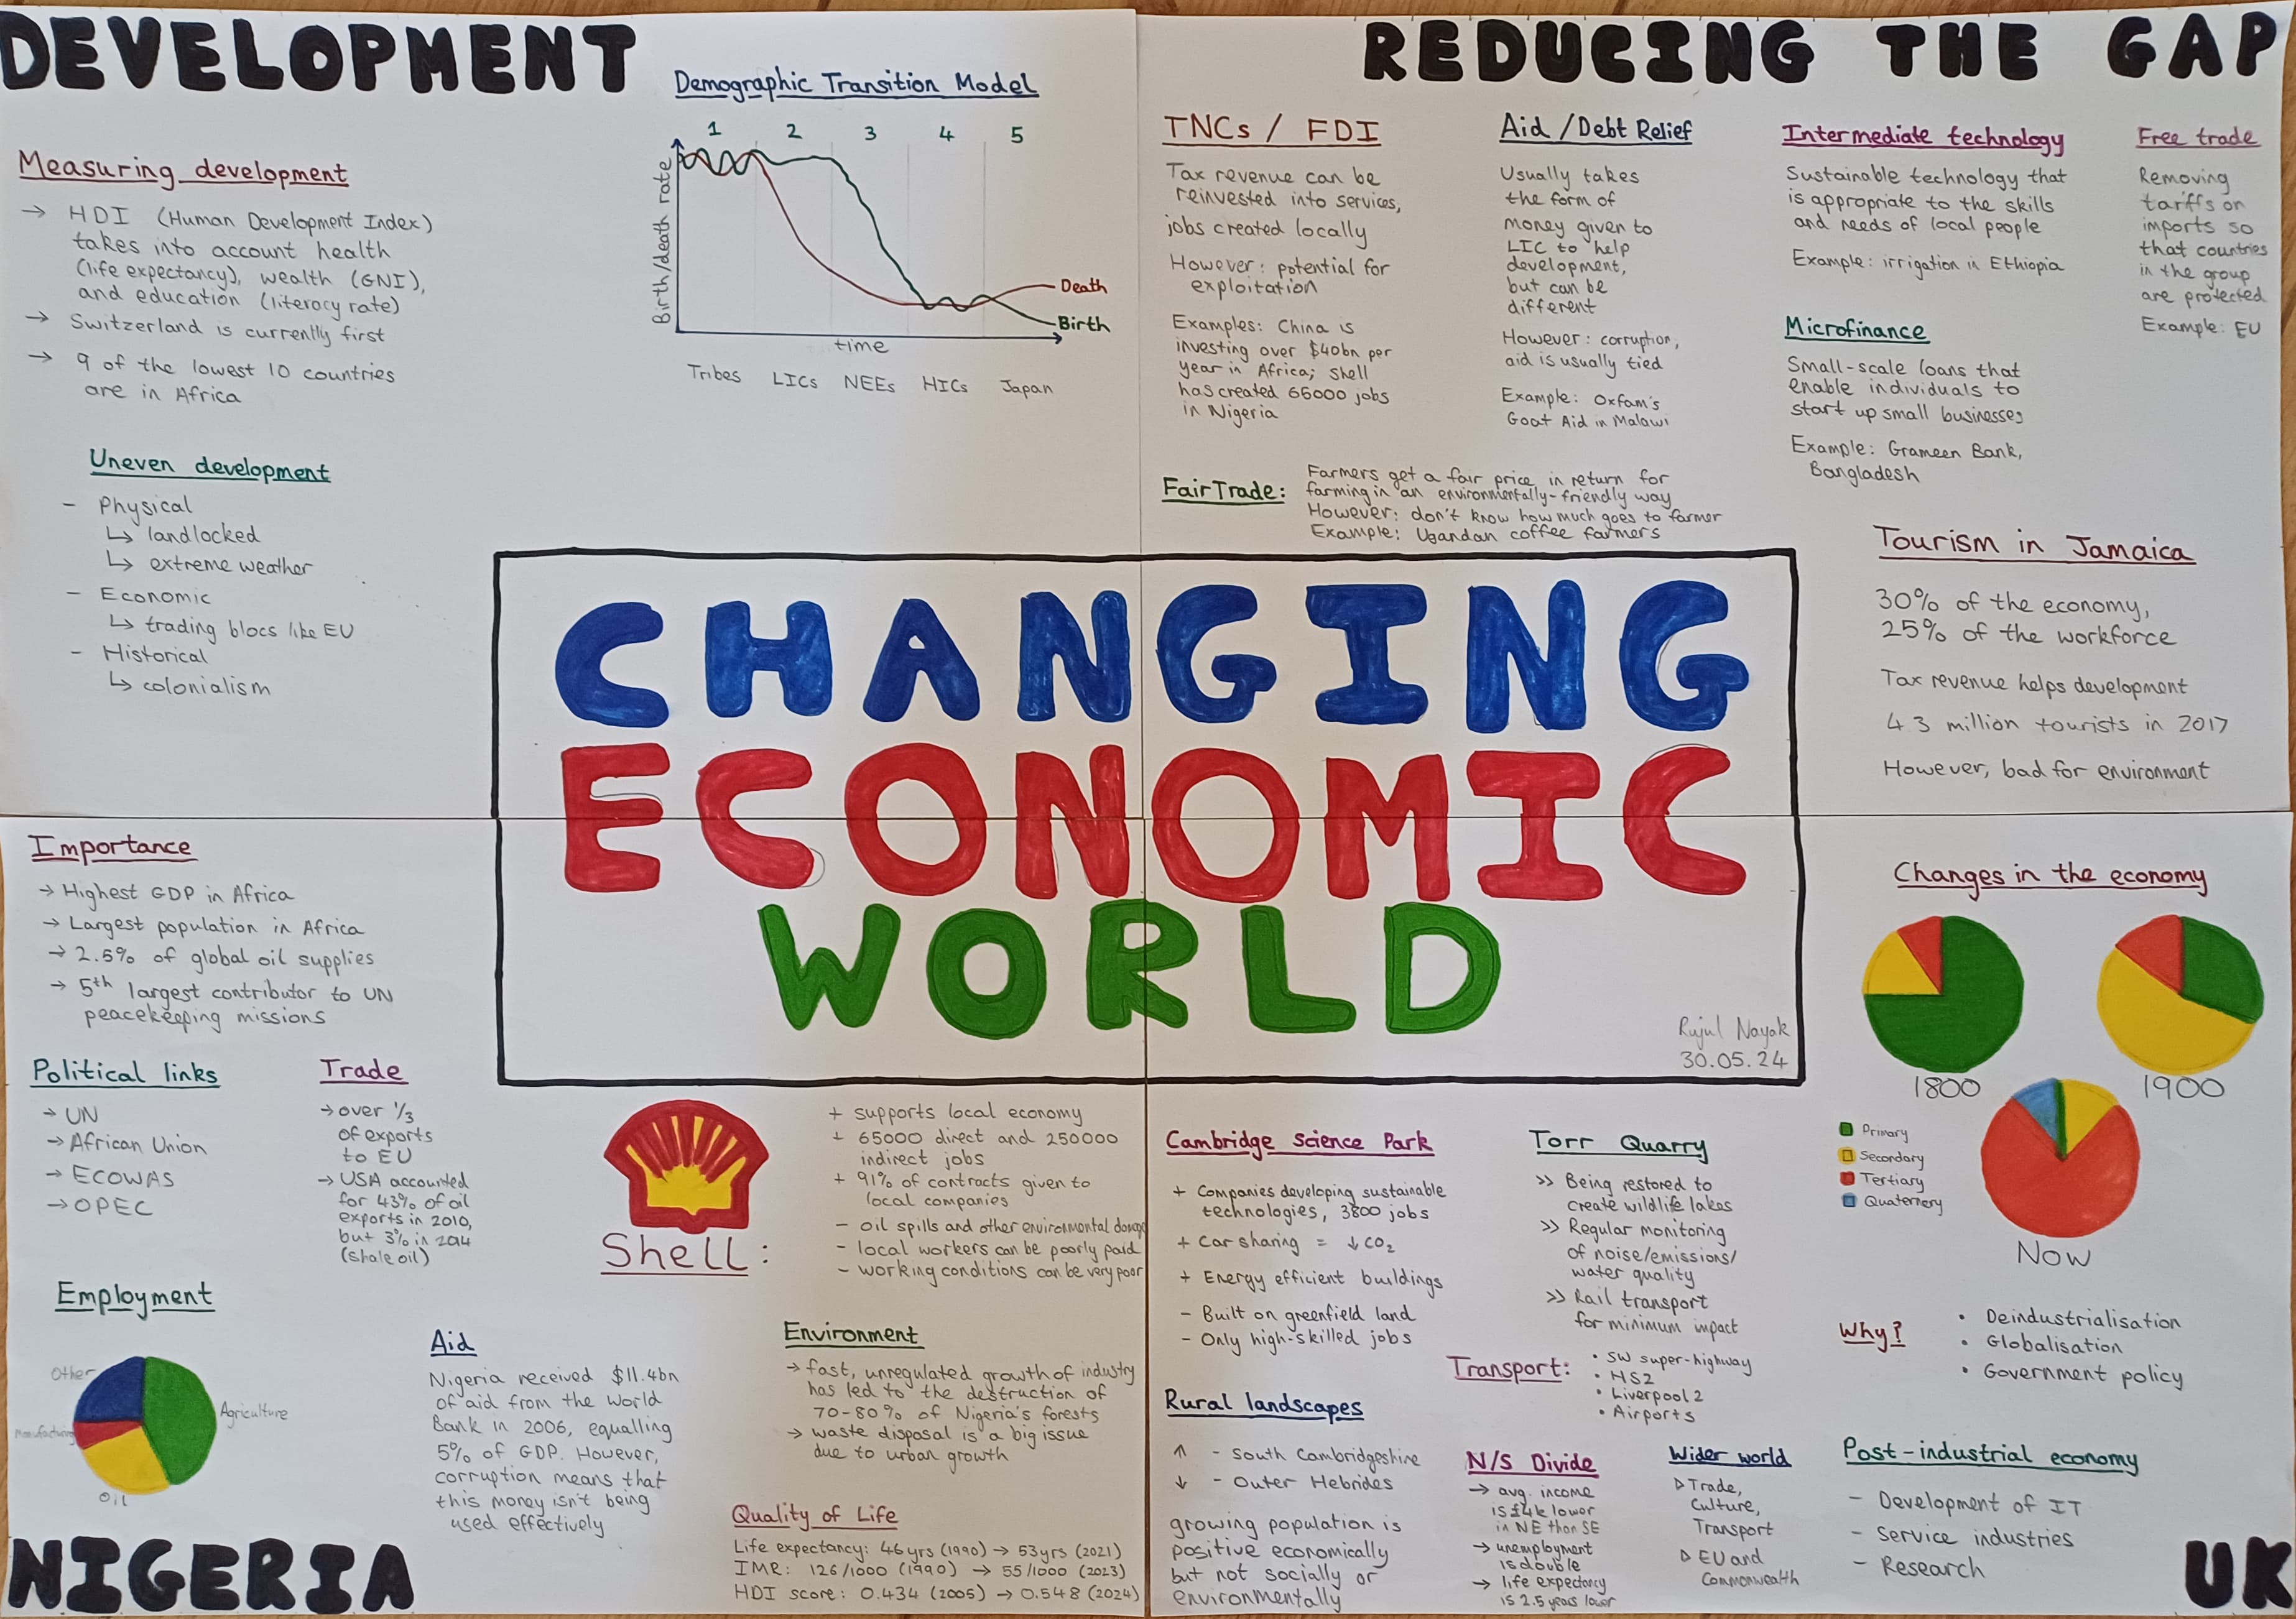 DEVELOPMENT
Measuring development
→ HDI (Human Development Index)
takes into account health
(life expectancy), wealth (GNI),
and education (literacy rate)
→ Switzerland is currently first
→ 9 of the lowest 10 countries
are in Africa
Uneven development
- Physical
↳ landlocked
↳ extreme weather
- Economic
↳ trading blocs like EU
- Historical
↳ colonialism
Demographic Transition Model
1 2 3 4 5
Birth/death rate
Death
Birth
time
Tribes LICs NEEs HICs Japan
REDUCING THE GAP
TNCs / FDI
Tax revenue can be
reinvested into services,
jobs created locally
However: potential for
exploitation
Examples: China is
investing over $40bn per
year in Africa; Shell
has created 65000 jobs
in Nigeria
Aid/Debt Relief
Usually takes
the form of
money given to
LIC to help
development,
but can be
different
However: corruption,
aid is usually tied
Example: Oxfam's
Goat Aid in Malawi
Intermediate technology
Sustainable technology that
is appropriate to the skills
and needs of local people
Example: irrigation in Ethiopia
Microfinance
Small-scale loans that
enable individuals to
start up small businesses
Example: Grameen Bank,
Bangladesh
Free trade
Removing
tariffs on
imports so
that countries
in the group
are protected
Example: EU
FairTrade:
Farmers get a fair price in return for
farming in an environmentally-friendly way
However: don't know how much goes to farmer
Example: Ugandan coffee farmers
Tourism in Jamaica
30% of the economy,
25% of the workforce
Tax revenue helps development
4.3 million tourists in 2017
However, bad for environment
CHANGING
ECONOMIC
WORLD
Rujul Nayak
30.05.24
Importance
→ Highest GDP in Africa
→ Largest population in Africa
→ 2.5% of global oil supplies
→ 5th largest contributor to UN
peacekeeping missions
Political links
→ UN
→ African Union
→ ECOWAS
→ OPEC
Trade
→ over 1/3
of exports
to EU
→ USA accounted
for 43% of oil
exports in 2010,
but 3% in 2014
(shale oil)
Shell:
+ supports local economy
+ 65000 direct and 250000
indirect jobs
+ 91% of contracts given to
local companies
- oil spills and other environmental damage
- local workers can be poorly paid
- working conditions can be very poor
Employment
Other
Agriculture
Manufacturing
Oil
Aid
Nigeria received $11.4bn
of aid from the World
Bank in 2006, equalling
5% of GDP. However,
corruption means that
this money isn't being
used effectively
Environment
→ fast, unregulated growth of industry
has led to the destruction of
70-80% of Nigeria's forests
→ waste disposal is a big issue
due to urban growth
Quality of Life
Life expectancy: 46yrs (1990) → 53yrs (2021)
IMR: 126/1000 (1990) → 55/1000 (2023)
HDI score: 0.434 (2005) → 0.548 (2024)
NIGERIA
Cambridge Science Park
+ Companies developing sustainable
technologies, 3800 jobs
+ Car sharing = ↓CO₂
+ Energy efficient buildings
- Built on greenfield land
- Only high-skilled jobs
Torr Quarry
>> Being restored to
create wildlife lakes
>> Regular monitoring
of noise/emissions/
water quality
>> Rail transport
for minimum impact
Changes in the economy
1800
1900
Now
Primary
Secondary
Tertiary
Quaternery
Why?
• Deindustrialisation
• Globalisation
• Government policy
Transport:
• SW super-highway
• HS2
• Liverpool 2
• Airports
Rural landscapes
↑ - South Cambridgeshire
↓ - Outer Hebrides
growing population is
positive economically
but not socially or
environmentally
N/S Divide
→ avg. income
is £4k lower
in NE than SE
→ unemployment
is double
→ life expectancy
is 2.5 years lower
Wider world
▷ Trade,
Culture,
Transport
▷ EU and
Commonwealth
Post-industrial economy
- Development of IT
- Service industries
- Research
UK